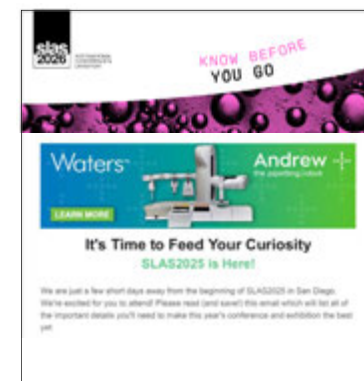 slas
2026
KNOW BEFORE
YOU GO
Waters™
Andrew +
the pipetting robot
LEARN MORE
It's Time to Feed Your Curiosity
SLAS2025 is Here!
We are just a few short days away from the beginning of SLAS2025 in San Diego.
We're excited for you to attend! Please read (and save!) this email which will list all of
the important details you'll need to make this year's conference and exhibition the best
yet.